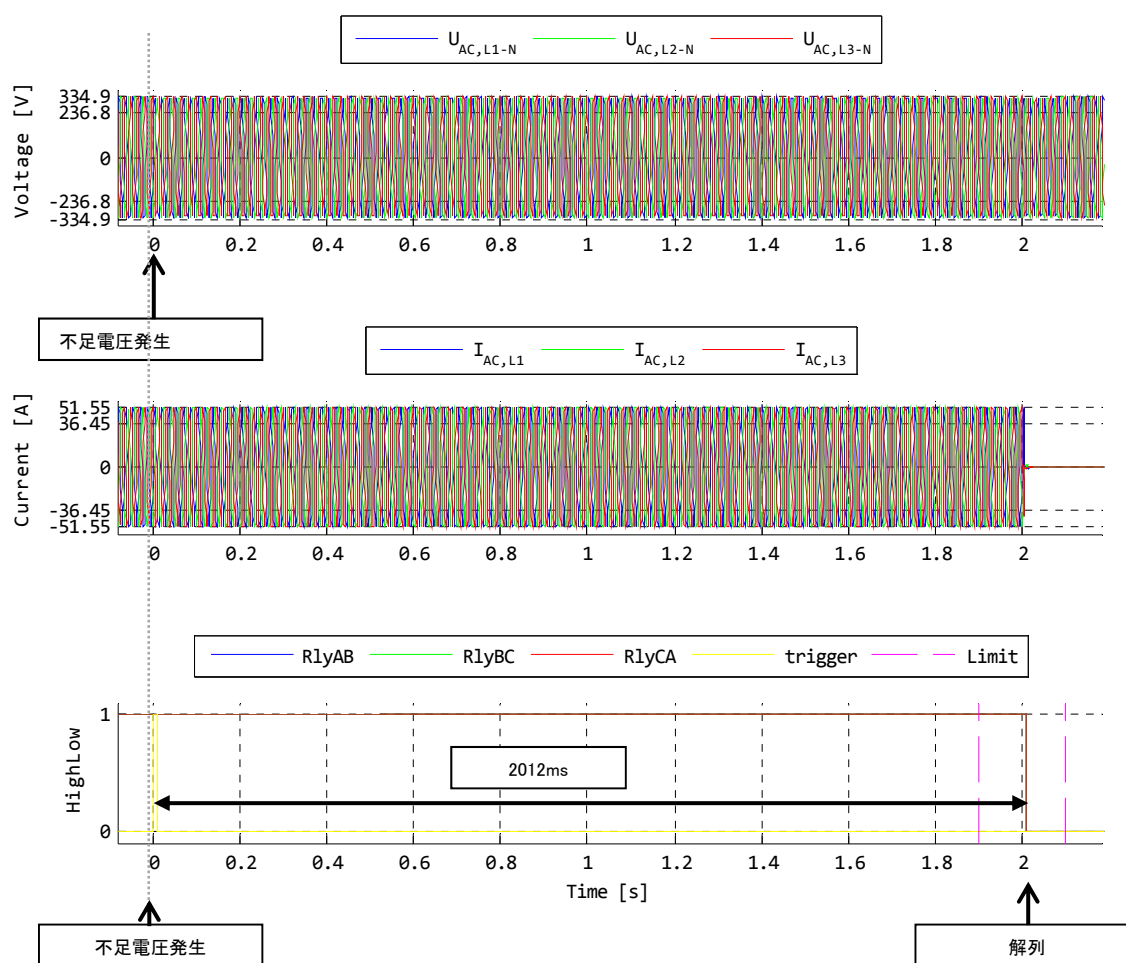 U_AC,L1-N U_AC,L2-N U_AC,L3-N
Voltage [V]
334.9
236.8
0
-236.8
-334.9
0 0.2 0.4 0.6 0.8 1 1.2 1.4 1.6 1.8 2
不足電圧発生
I_AC,L1 I_AC,L2 I_AC,L3
Current [A]
51.55
36.45
0
-36.45
-51.55
0 0.2 0.4 0.6 0.8 1 1.2 1.4 1.6 1.8 2
RlyAB RlyBC RlyCA trigger Limit
HighLow
1
2012ms
0
0 0.2 0.4 0.6 0.8 1 1.2 1.4 1.6 1.8 2
Time [s]
不足電圧発生
解列